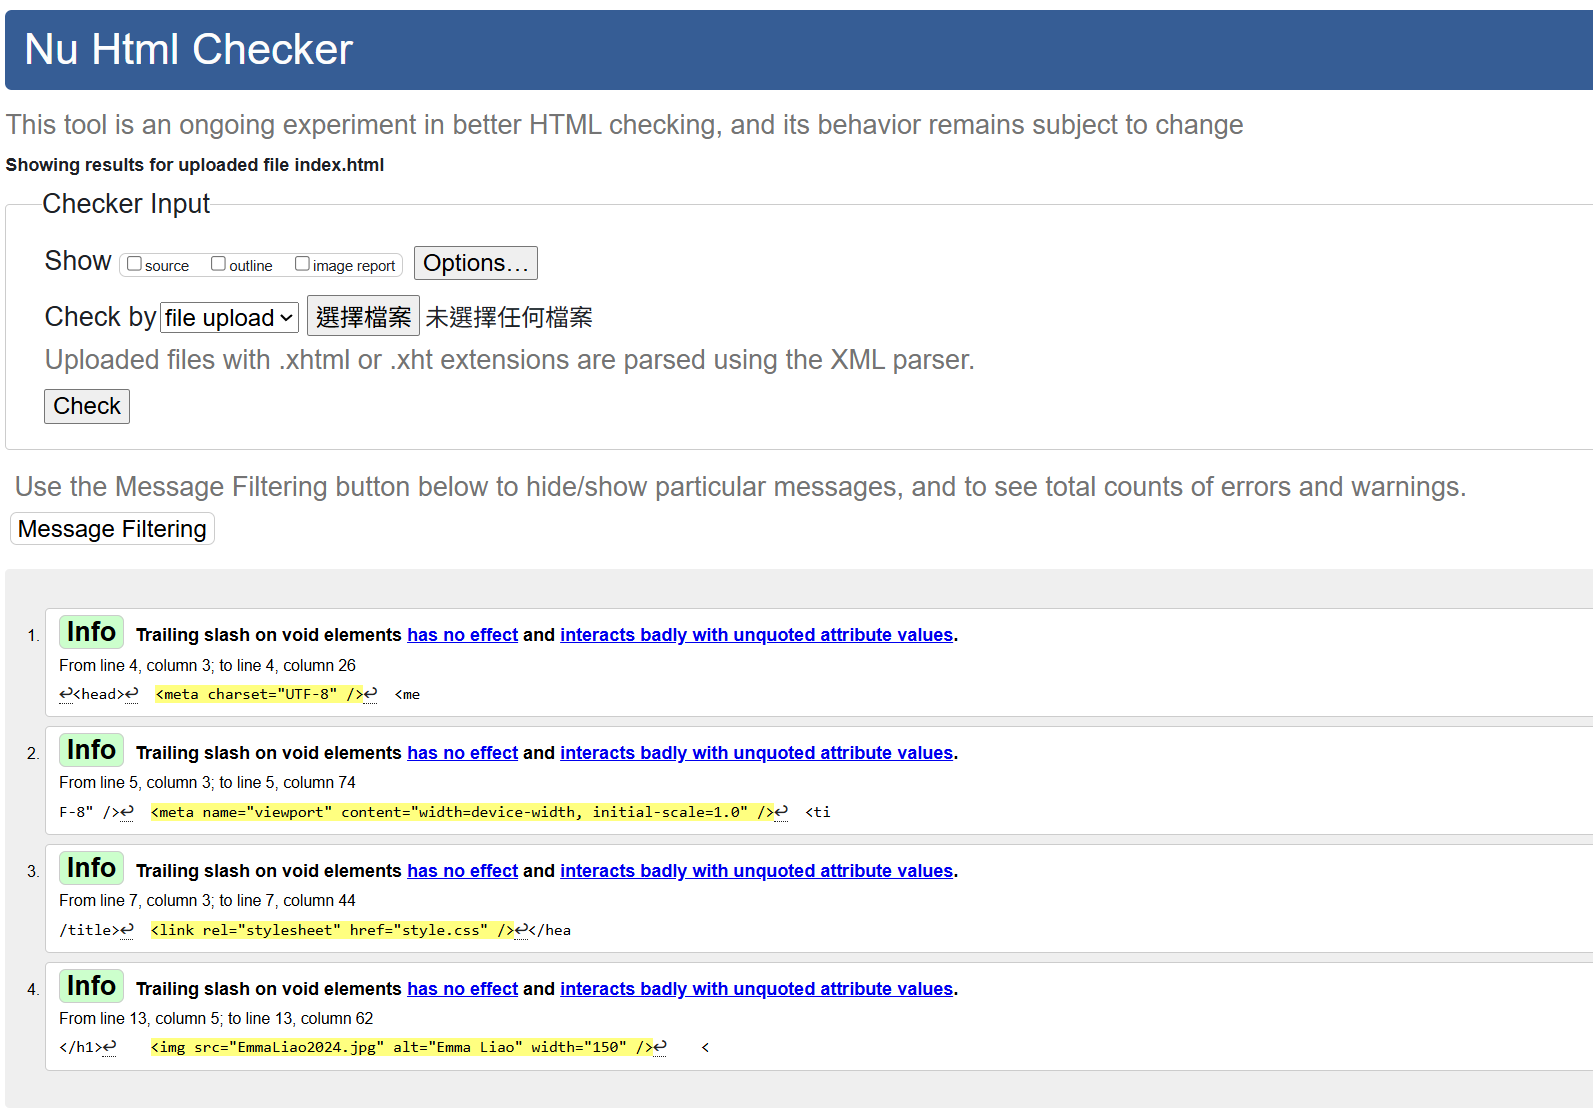 Nu Html Checker
This tool is an ongoing experiment in better HTML checking, and its behavior remains subject to change
Showing results for uploaded file index.html
Checker Input
Show source outline image report Options…
Check by file upload 選擇檔案 未選擇任何檔案
Uploaded files with .xhtml or .xht extensions are parsed using the XML parser.
Check
Use the Message Filtering button below to hide/show particular messages, and to see total counts of errors and warnings.
Message Filtering
1. Info Trailing slash on void elements has no effect and interacts badly with unquoted attribute values.
From line 4, column 3; to line 4, column 26
↩<head>↩ <meta charset="UTF-8" />↩ <me
2. Info Trailing slash on void elements has no effect and interacts badly with unquoted attribute values.
From line 5, column 3; to line 5, column 74
F-8" />↩ <meta name="viewport" content="width=device-width, initial-scale=1.0" />↩ <ti
3. Info Trailing slash on void elements has no effect and interacts badly with unquoted attribute values.
From line 7, column 3; to line 7, column 44
/title>↩ <link rel="stylesheet" href="style.css" />↩</hea
4. Info Trailing slash on void elements has no effect and interacts badly with unquoted attribute values.
From line 13, column 5; to line 13, column 62
</h1>↩ <img src="EmmaLiao2024.jpg" alt="Emma Liao" width="150" />↩ <